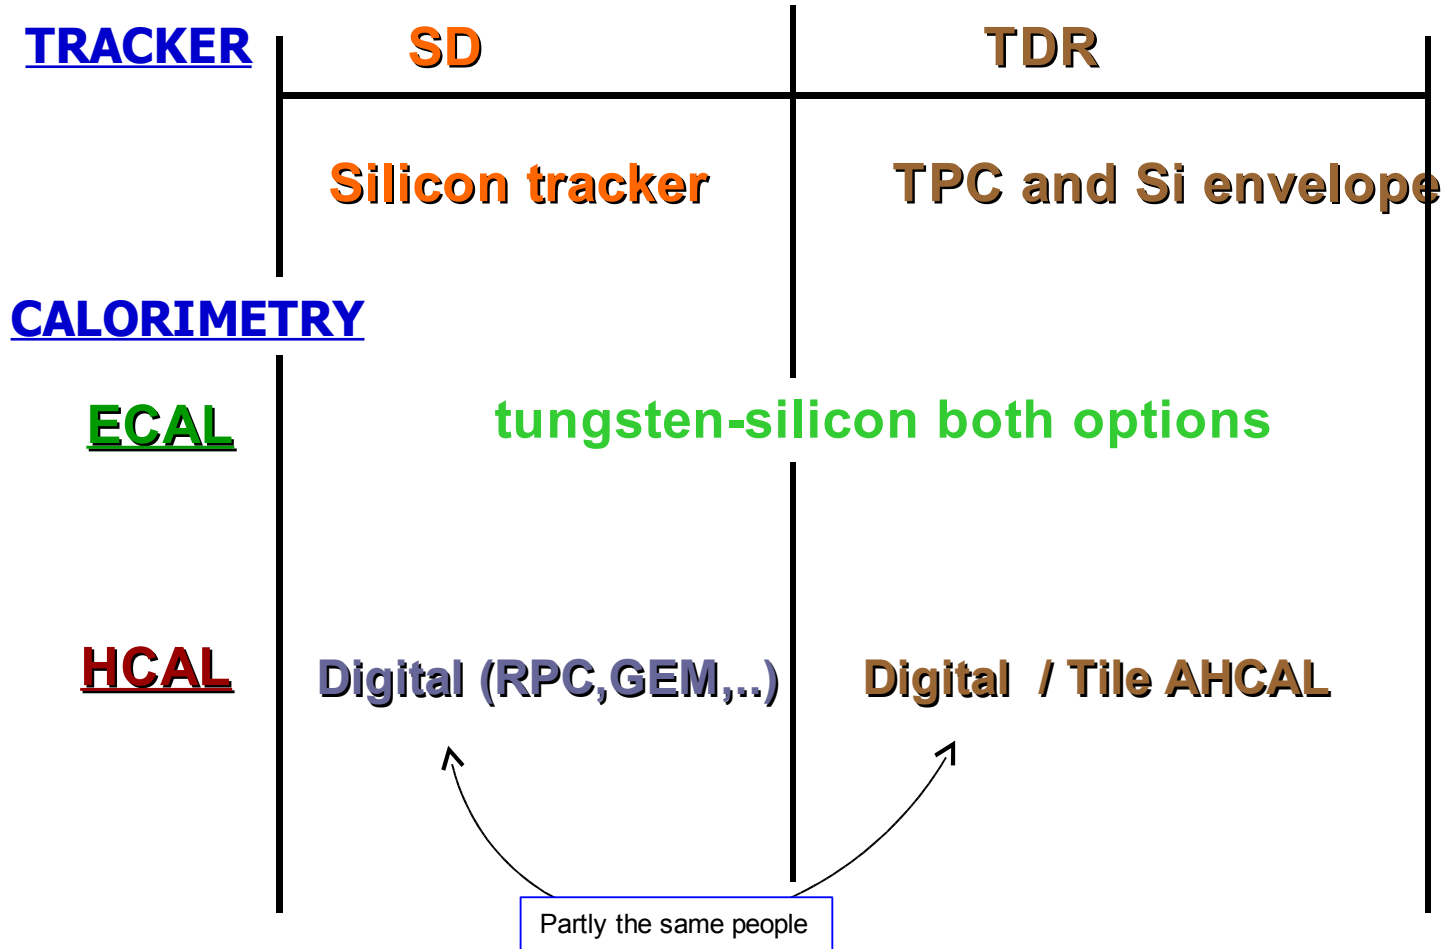 TRACKER SD TDR
Silicon tracker TPC and Si envelope
CALORIMETRY
ECAL tungsten-silicon both options
HCAL Digital (RPC,GEM,..) Digital / Tile AHCAL
Partly the same people